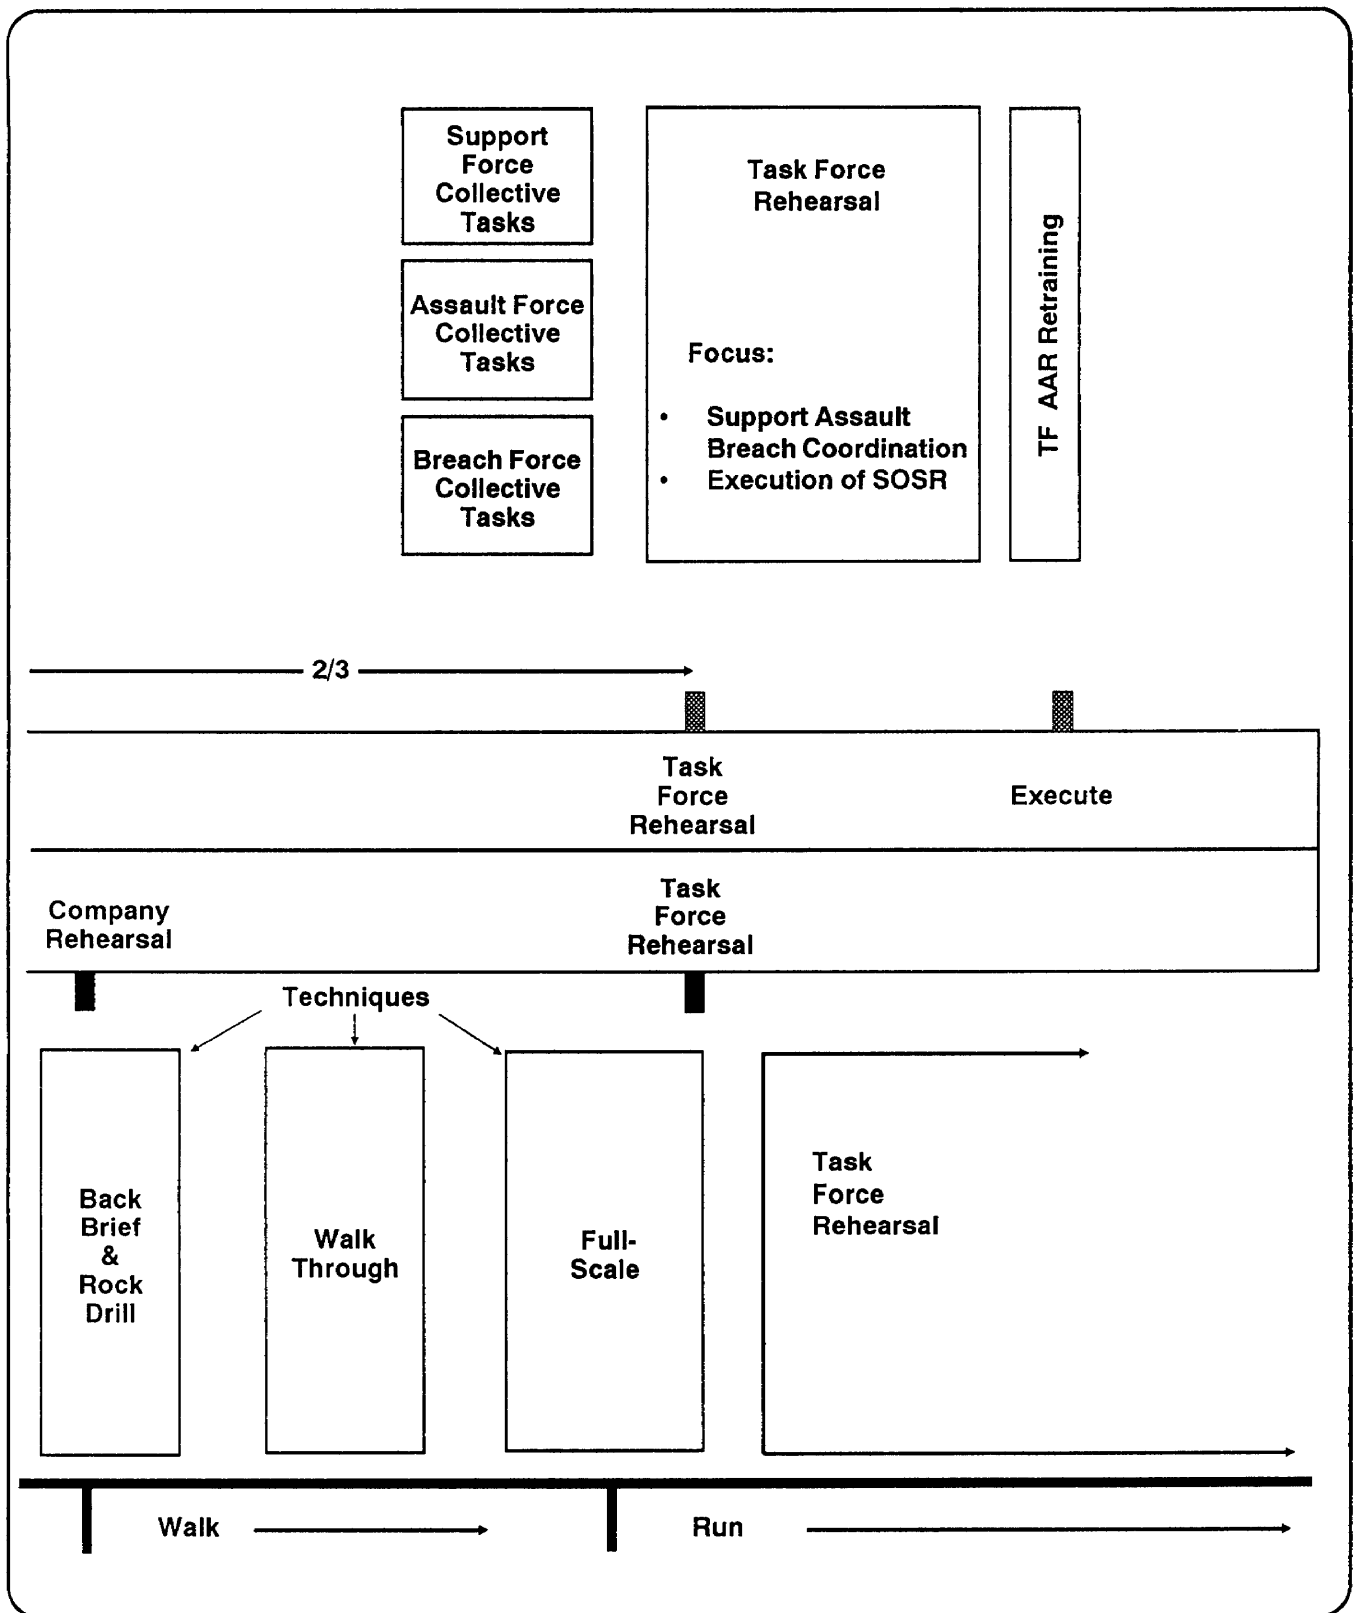 Support
Force
Collective
Tasks
Assault Force
Collective
Tasks
Breach Force
Collective
Tasks
Task Force
Rehearsal
Focus:
• Support Assault
Breach Coordination
• Execution of SOSR
TF AAR Retraining
2/3
Task
Force
Rehearsal
Execute
Company
Rehearsal
Task
Force
Rehearsal
Techniques
Back
Brief
&
Rock
Drill
Walk
Through
Full-
Scale
Task
Force
Rehearsal
Walk
Run